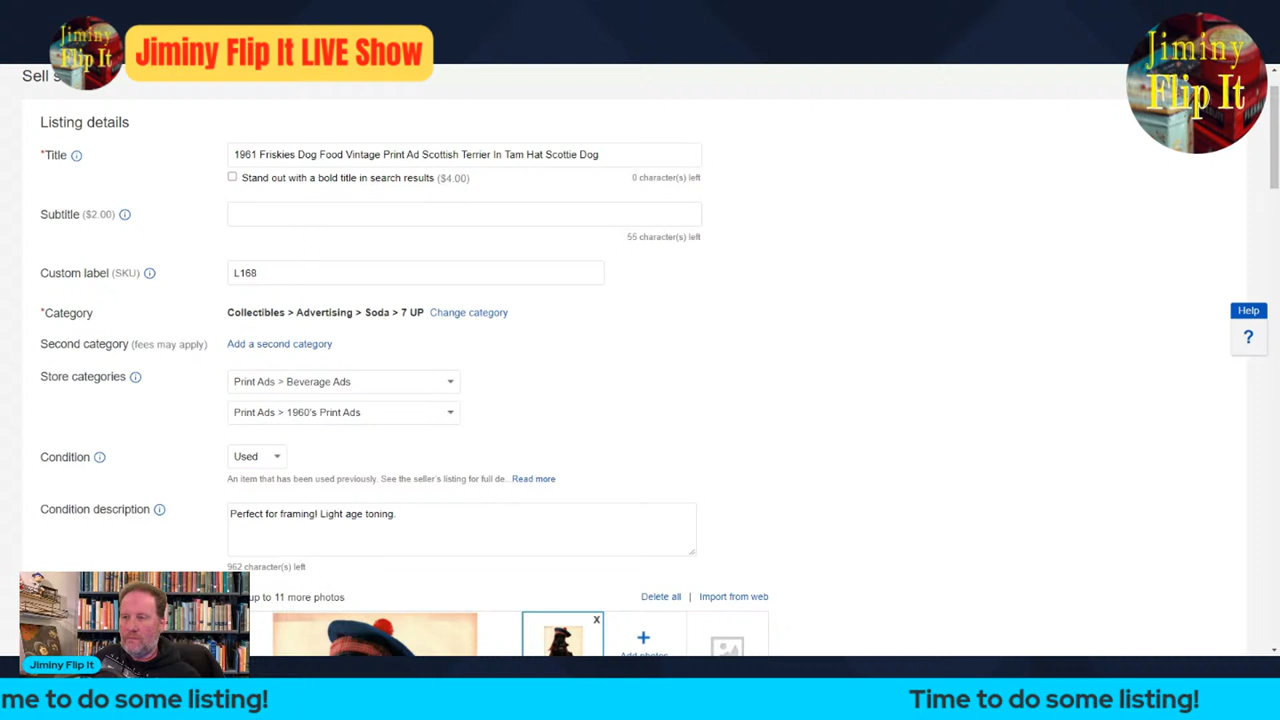 Jiminy
Flip It
Jiminy Flip It LIVE Show
Jiminy
Flip It
Sell s
Listing details
*Title
1961 Friskies Dog Food Vintage Print Ad Scottish Terrier In Tam Hat Scottie Dog
Stand out with a bold title in search results ($4.00)
0 character(s) left
Subtitle ($2.00)
55 character(s) left
Custom label (SKU)
L168
*Category
Collectibles > Advertising > Soda > 7 UP Change category
Second category (fees may apply)
Add a second category
Store categories
Print Ads > Beverage Ads
Print Ads > 1960's Print Ads
Condition
Used
An item that has been used previously. See the seller's listing for full de...Read more
Condition description
Perfect for framing! Light age toning.
962 character(s) left
up to 11 more photos
Delete all | Import from web
X
+
Add photos
Help
?
Jiminy Flip It
me to do some listing!
Time to do some listing!